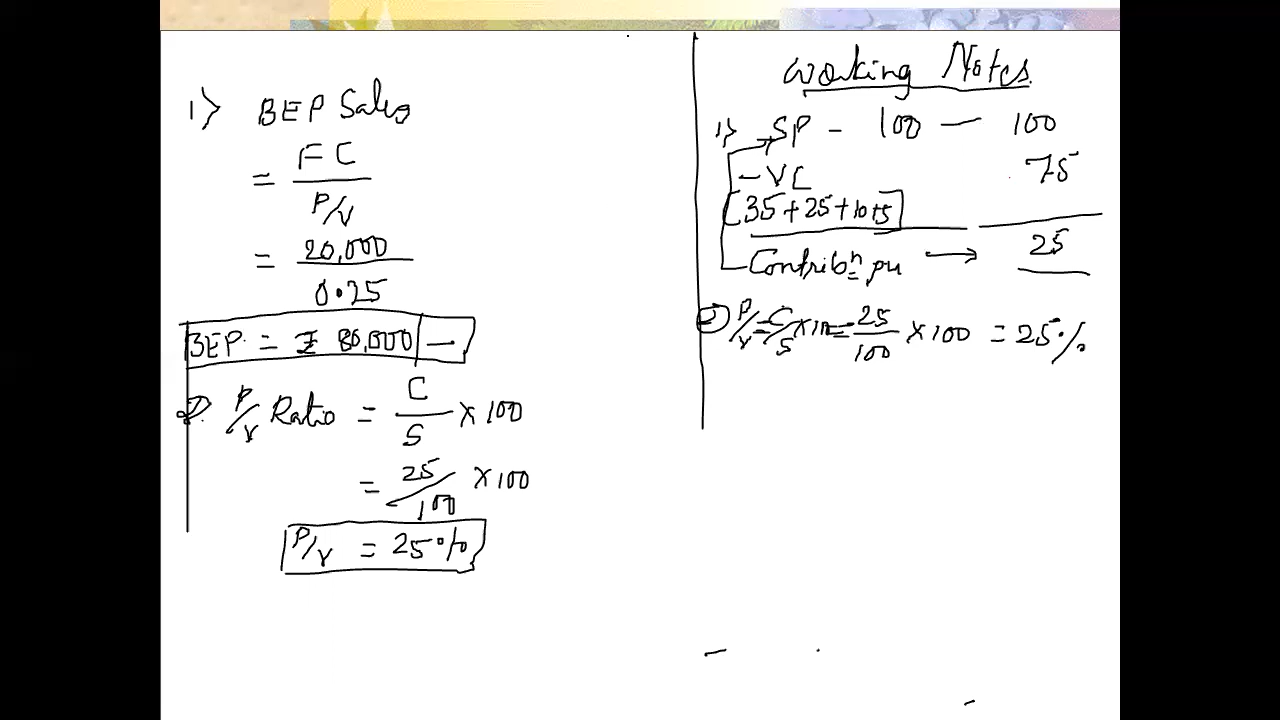 1) BEP Sales
= FC
P/V
= 20,000
0.25
BEP = ₹ 80,000 —
2) P/V Ratio = C/S × 100
= 25/100 × 100
P/V = 25%
Working Notes
1) SP - 100 — 100
- VC 75
[35+25+10+5]
Contribⁿ pu → 25
2) P/V = C/S × 100 = 25/100 × 100 = 25%